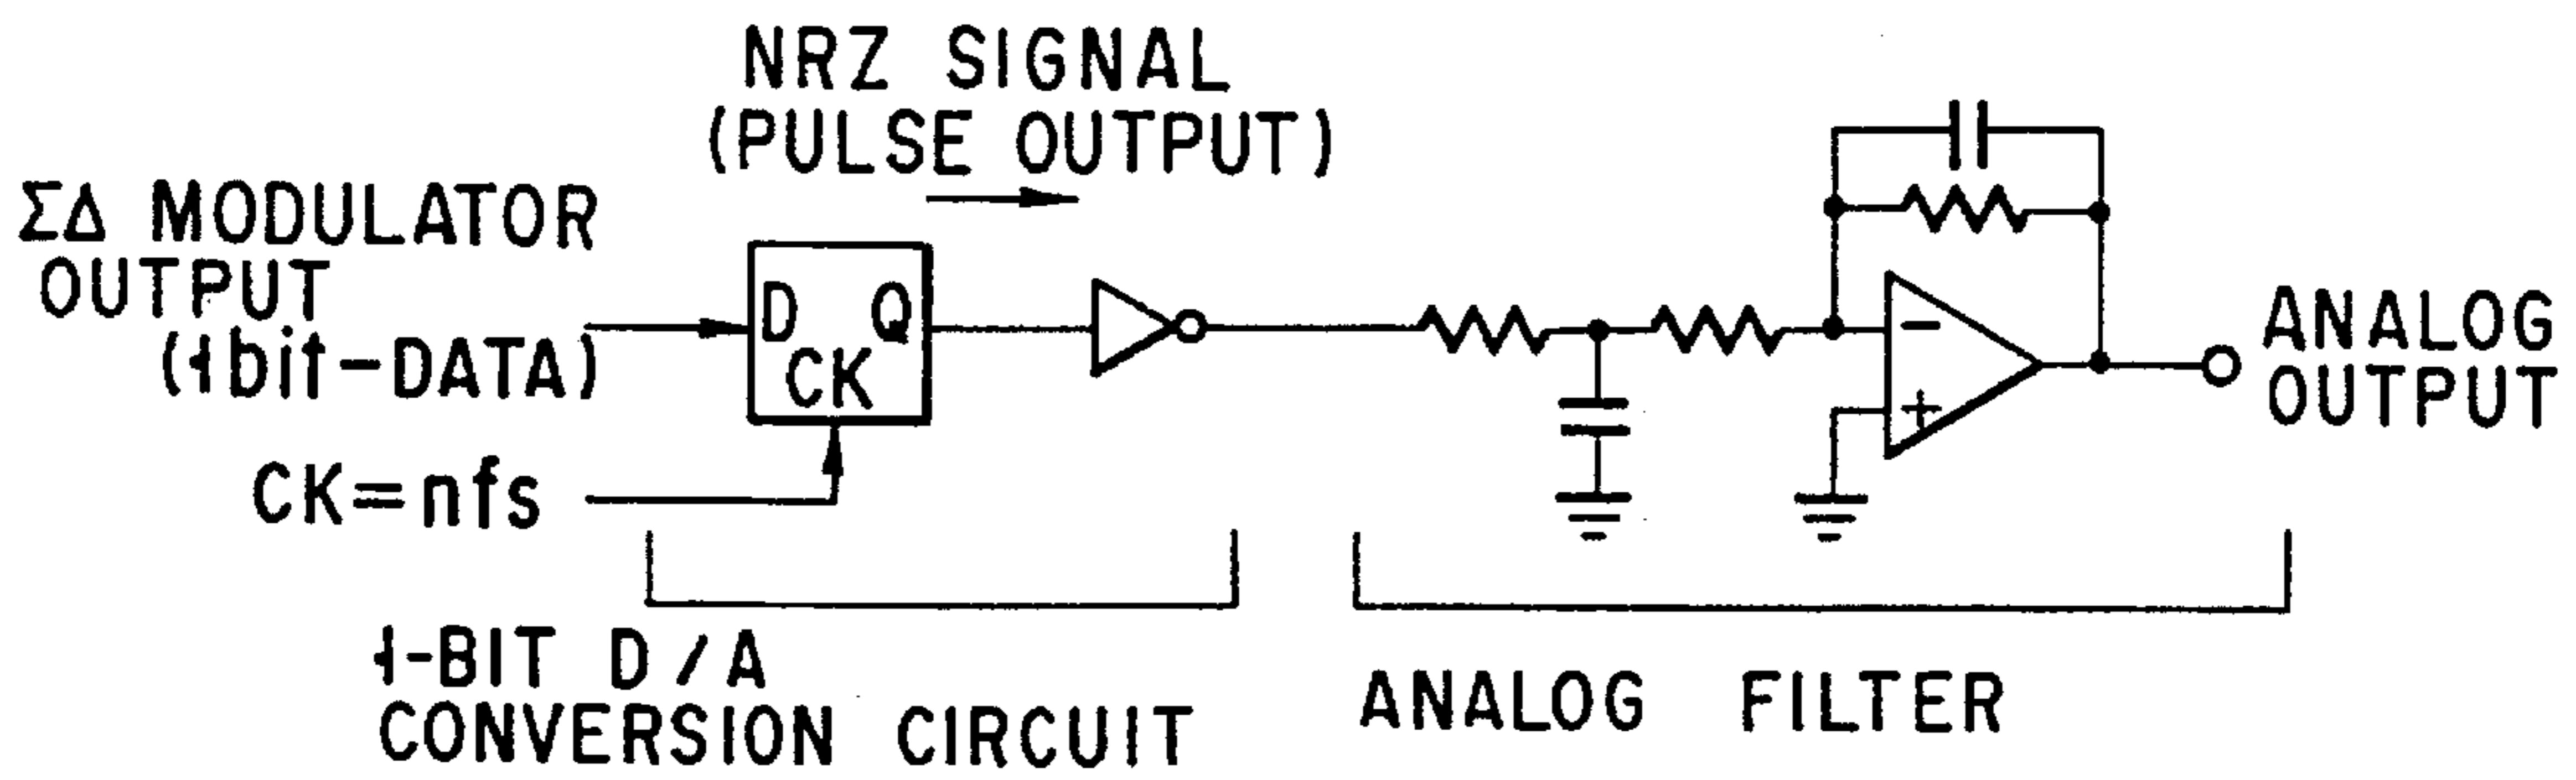 NRZ SIGNAL
(PULSE OUTPUT)
ΣΔ MODULATOR
OUTPUT
(1bit-DATA)
D Q
CK
CK=nfs
−
+
ANALOG
OUTPUT
1-BIT D/A
CONVERSION CIRCUIT
ANALOG FILTER